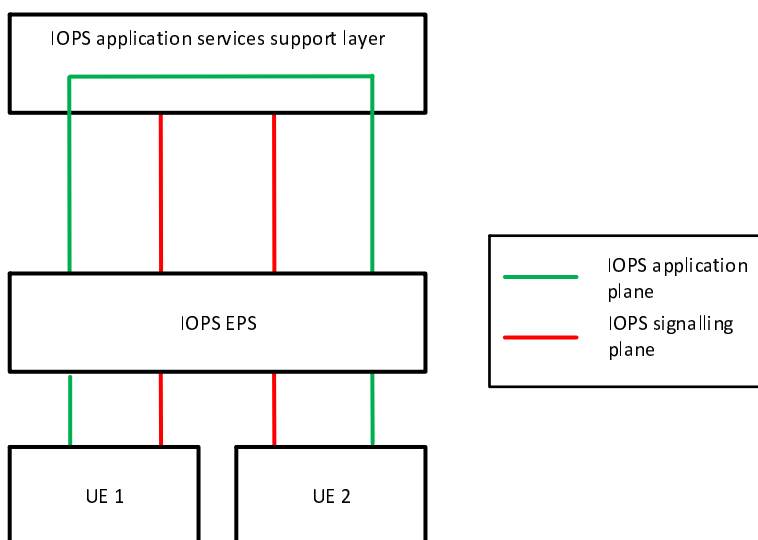 IOPS application services support layer
IOPS EPS
UE 1
UE 2
IOPS application
plane
IOPS signalling
plane